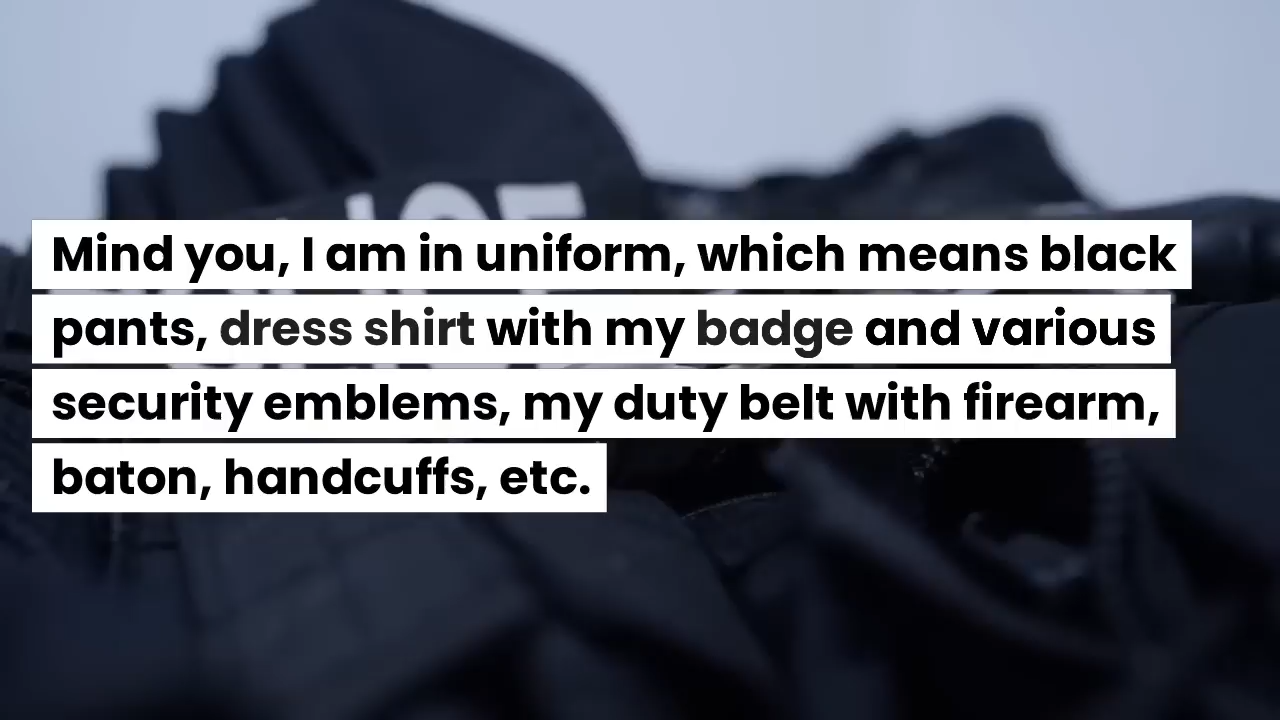 Mind you, I am in uniform, which means black
pants, dress shirt with my badge and various
security emblems, my duty belt with firearm,
baton, handcuffs, etc.